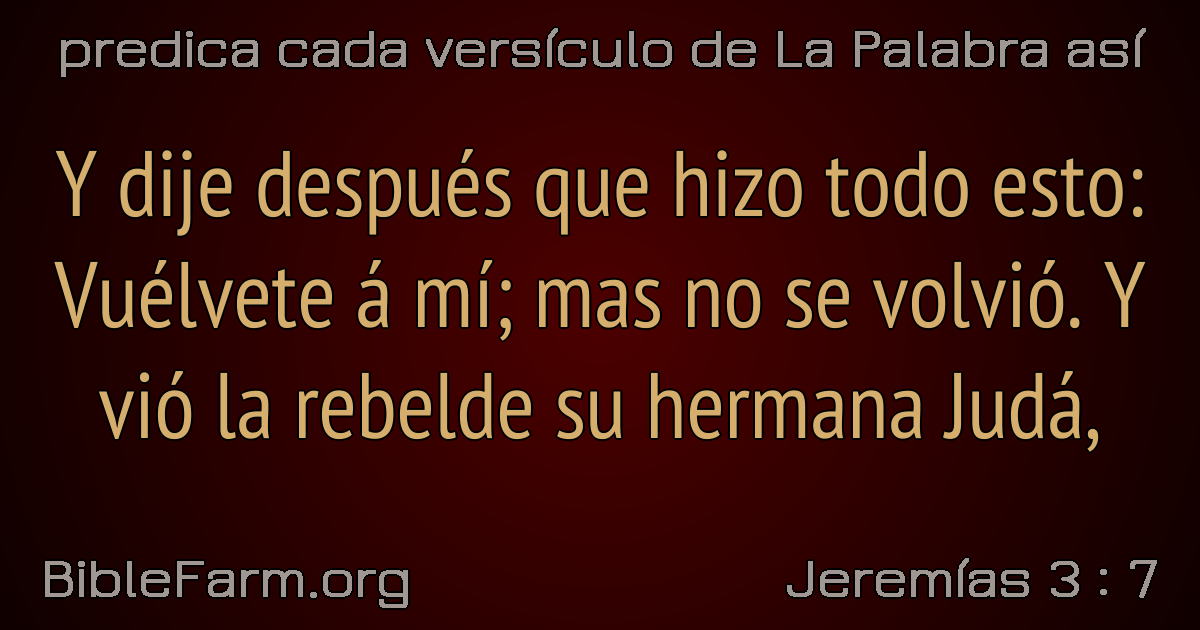 predica cada versículo de La Palabra así
Y dije después que hizo todo esto:
Vuélvete á mí; mas no se volvió. Y
vió la rebelde su hermana Judá,
BibleFarm.org
Jeremías 3 : 7